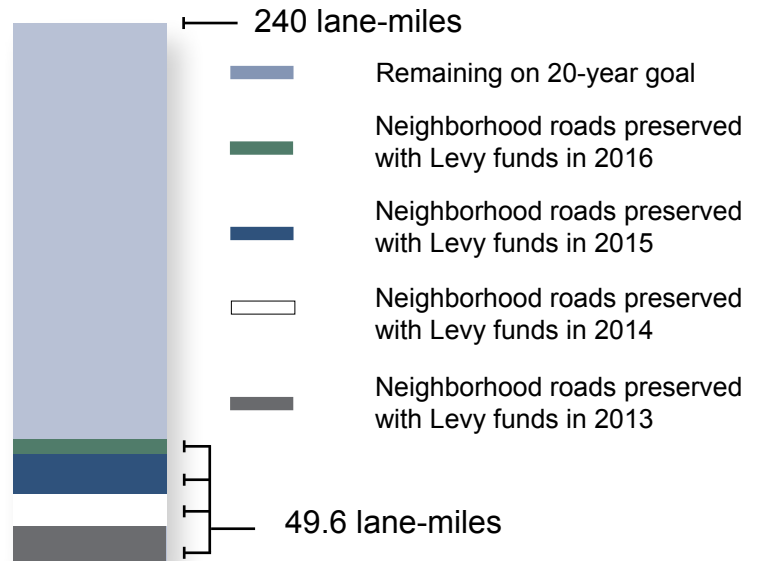 240 lane-miles
Remaining on 20-year goal
Neighborhood roads preserved
with Levy funds in 2016
Neighborhood roads preserved
with Levy funds in 2015
Neighborhood roads preserved
with Levy funds in 2014
Neighborhood roads preserved
with Levy funds in 2013
49.6 lane-miles